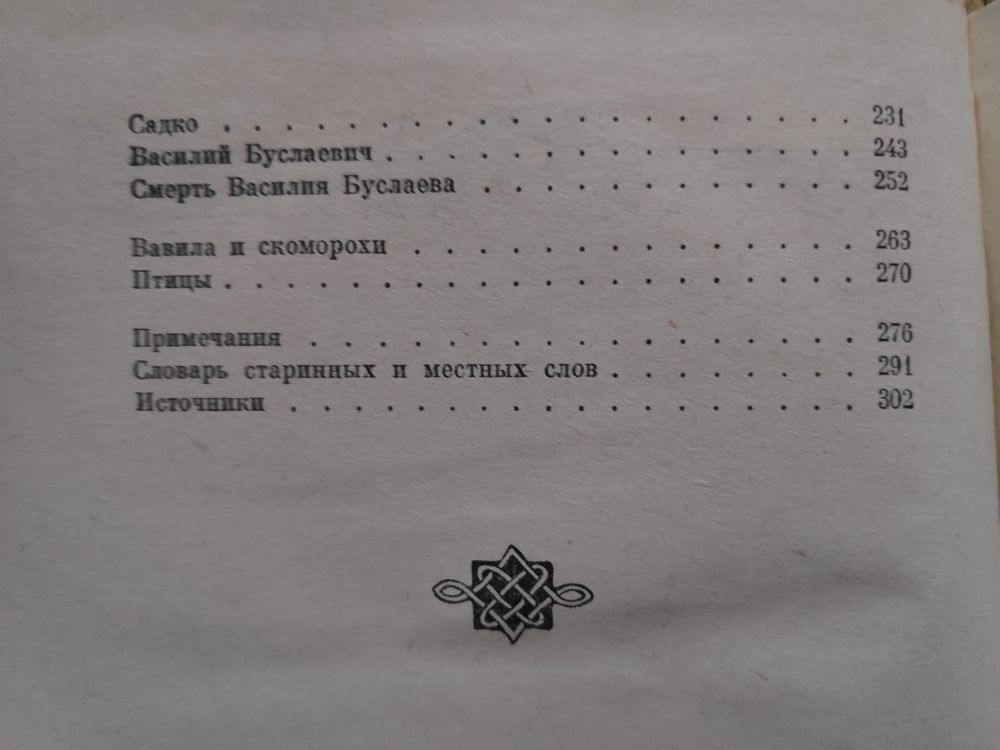 Садко . . . . . . . . . . . . . . . . . . . . . 231
Василий Буслаевич . . . . . . . . . . . . . . . . 243
Смерть Василия Буслаева . . . . . . . . . . . . . 252
Вавила и скоморохи . . . . . . . . . . . . . . . 263
Птицы . . . . . . . . . . . . . . . . . . . . . 270
Примечания . . . . . . . . . . . . . . . . . . 276
Словарь старинных и местных слов . . . . . . . . 291
Источники . . . . . . . . . . . . . . . . . . . 302